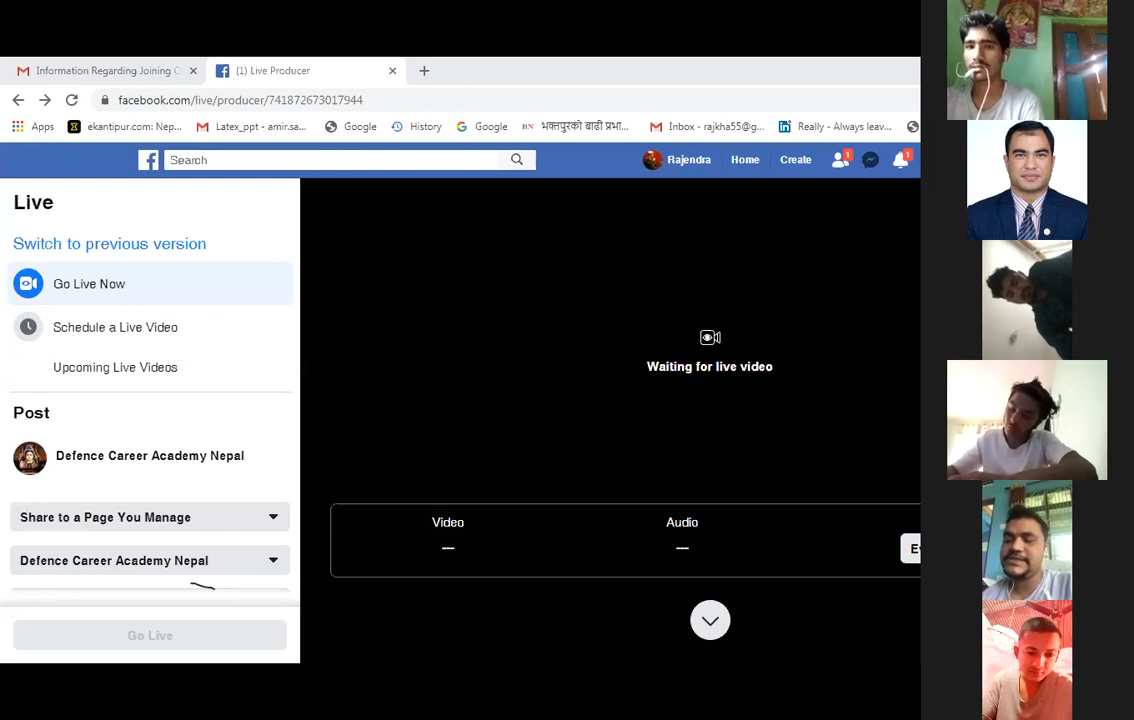 Information Regarding Joining
(1) Live Producer
facebook.com/live/producer/741872673017944
Apps
ekantipur.com: Nep...
Latex_ppt - amir.sa...
Google
History
Google
भक्तपुरको बाढी प्रभा...
Inbox - rajkha55@g...
Really - Always leav...
Search
Rajendra
Home
Create
1
1
Live
Switch to previous version
Go Live Now
Schedule a Live Video
Upcoming Live Videos
Waiting for live video
Post
Defence Career Academy Nepal
Share to a Page You Manage
Video
Audio
Defence Career Academy Nepal
Go Live